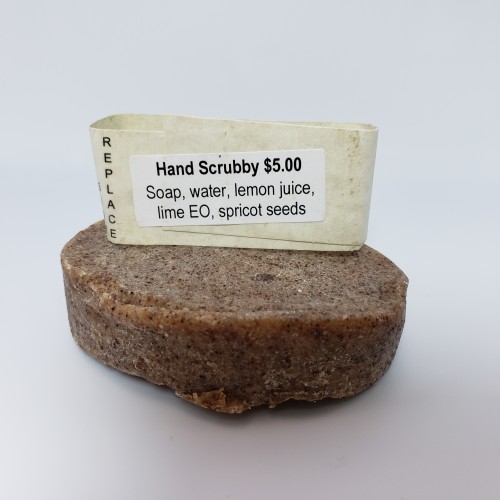 REPLACE
Hand Scrubby $5.00
Soap, water, lemon juice,
lime EO, spricot seeds